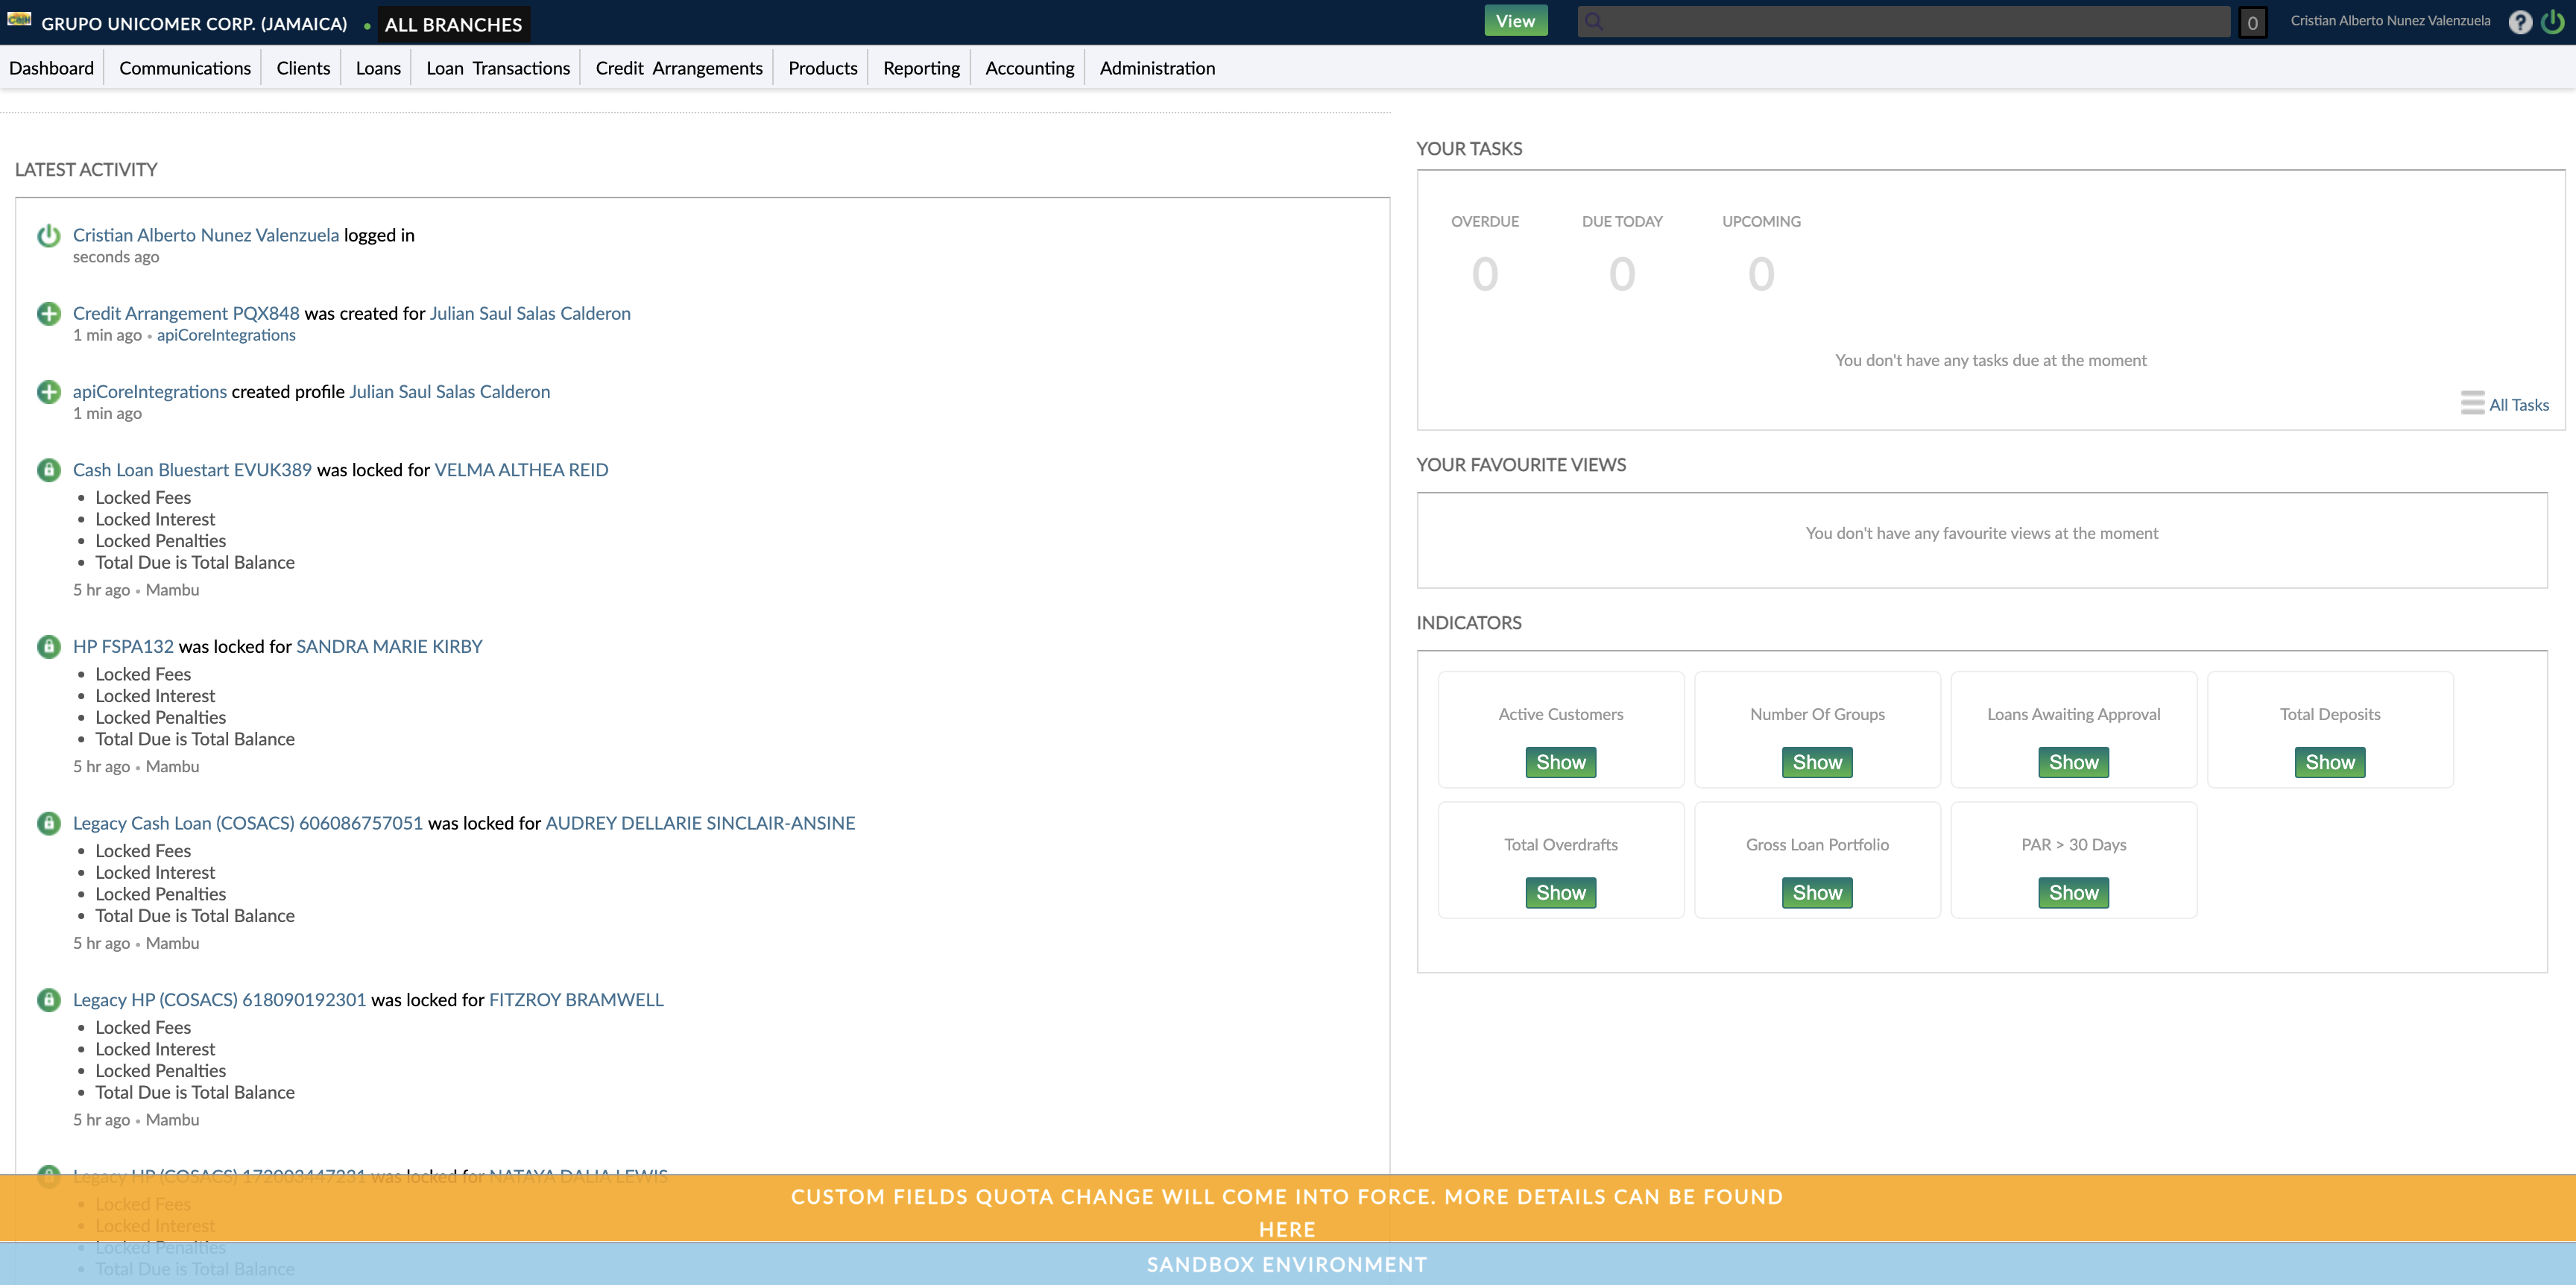 GRUPO UNICOMER CORP. (JAMAICA) • ALL BRANCHES
View
0
Cristian Alberto Nunez Valenzuela
?
Dashboard
Communications
Clients
Loans
Loan Transactions
Credit Arrangements
Products
Reporting
Accounting
Administration
LATEST ACTIVITY
Cristian Alberto Nunez Valenzuela logged in
seconds ago
Credit Arrangement PQX848 was created for Julian Saul Salas Calderon
1 min ago • apiCoreIntegrations
apiCoreIntegrations created profile Julian Saul Salas Calderon
1 min ago
Cash Loan Bluestart EVUK389 was locked for VELMA ALTHEA REID
• Locked Fees
• Locked Interest
• Locked Penalties
• Total Due is Total Balance
5 hr ago • Mambu
HP FSPA132 was locked for SANDRA MARIE KIRBY
• Locked Fees
• Locked Interest
• Locked Penalties
• Total Due is Total Balance
5 hr ago • Mambu
Legacy Cash Loan (COSACS) 606086757051 was locked for AUDREY DELLARIE SINCLAIR-ANSINE
• Locked Fees
• Locked Interest
• Locked Penalties
• Total Due is Total Balance
5 hr ago • Mambu
Legacy HP (COSACS) 618090192301 was locked for FITZROY BRAMWELL
• Locked Fees
• Locked Interest
• Locked Penalties
• Total Due is Total Balance
5 hr ago • Mambu
Legacy HP (COSACS) 172003447231 was locked for NATAYA DALIA LEWIS
• Locked Fees
• Locked Interest
• Locked Penalties
• Total Due is Total Balance
YOUR TASKS
OVERDUE
DUE TODAY
UPCOMING
0
0
0
You don't have any tasks due at the moment
All Tasks
YOUR FAVOURITE VIEWS
You don't have any favourite views at the moment
INDICATORS
Active Customers
Show
Number Of Groups
Show
Loans Awaiting Approval
Show
Total Deposits
Show
Total Overdrafts
Show
Gross Loan Portfolio
Show
PAR > 30 Days
Show
CUSTOM FIELDS QUOTA CHANGE WILL COME INTO FORCE. MORE DETAILS CAN BE FOUND
HERE
SANDBOX ENVIRONMENT